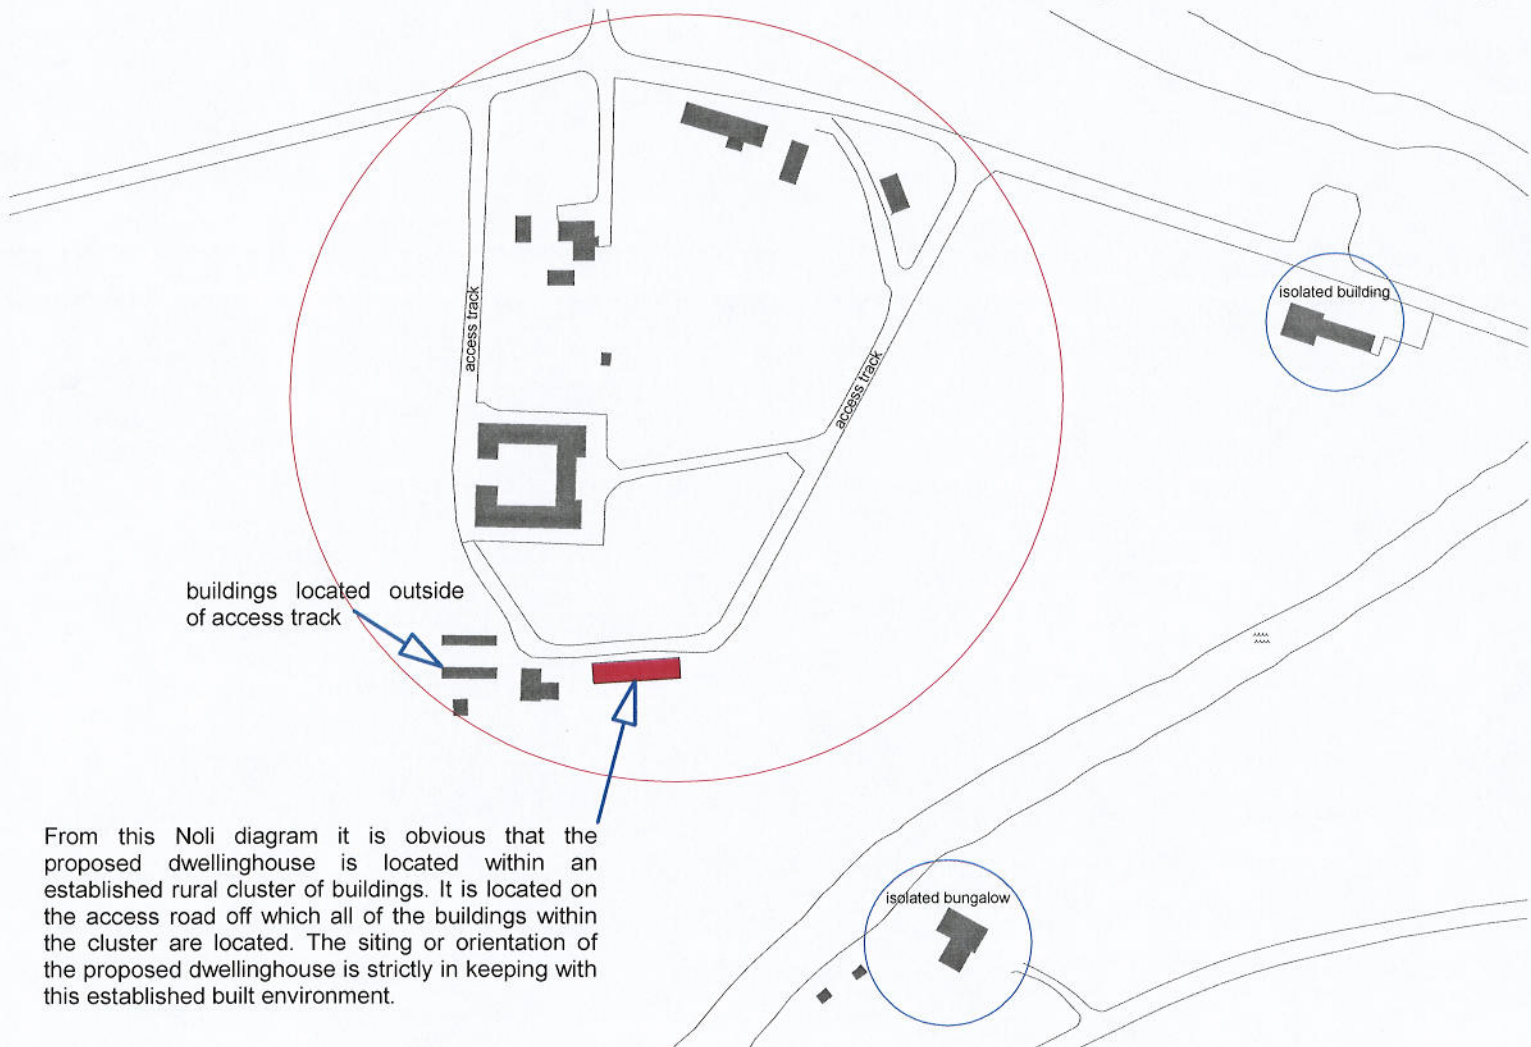 isolated building
access track
access track
buildings located outside
of access track
isolated bungalow
From this Noli diagram it is obvious that the
proposed dwellinghouse is located within an
established rural cluster of buildings. It is located on
the access road off which all of the buildings within
the cluster are located. The siting or orientation of
the proposed dwellinghouse is strictly in keeping with
this established built environment.